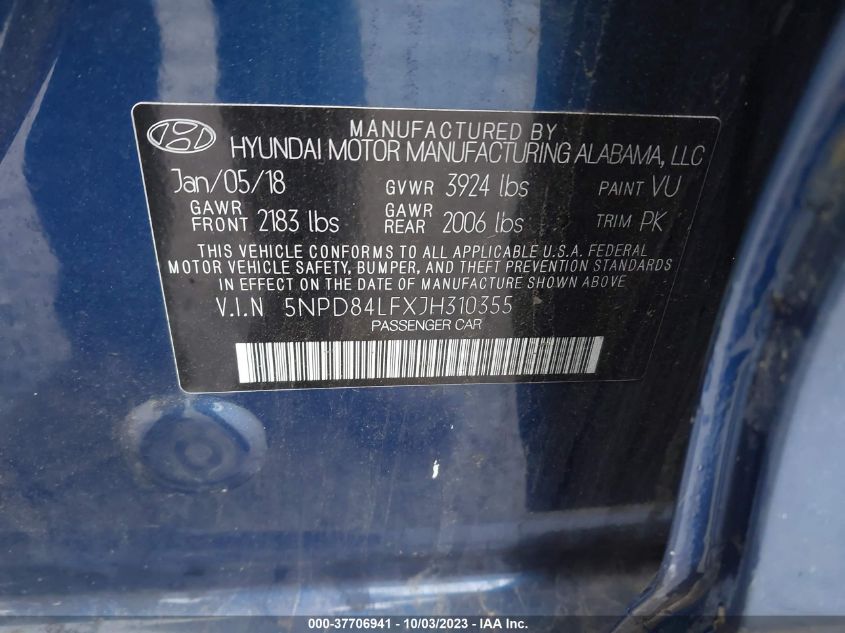 MANUFACTURED BY
HYUNDAI MOTOR MANUFACTURING ALABAMA, LLC
Jan/05/18 GVWR 3924 lbs PAINT VU
GAWR FRONT 2183 lbs GAWR REAR 2006 lbs TRIM PK
THIS VEHICLE CONFORMS TO ALL APPLICABLE U.S.A. FEDERAL
MOTOR VEHICLE SAFETY, BUMPER, AND THEFT PREVENTION STANDARDS
IN EFFECT ON THE DATE OF MANUFACTURE SHOWN ABOVE.
V.I.N 5NPD84LFXJH310355
PASSENGER CAR
000-37706941 - 10/03/2023 - IAA Inc.